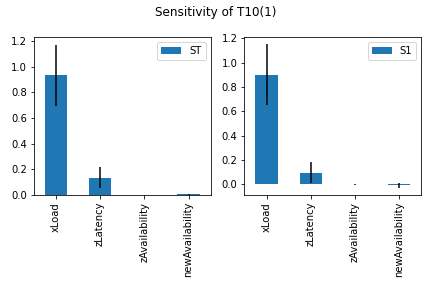 Sensitivity of T10(1)
ST
1.2
1.0
0.8
0.6
0.4
0.2
0.0
xLoad
zLatency
zAvailability
newAvailability
S1
1.2
1.0
0.8
0.6
0.4
0.2
0.0
xLoad
zLatency
zAvailability
newAvailability